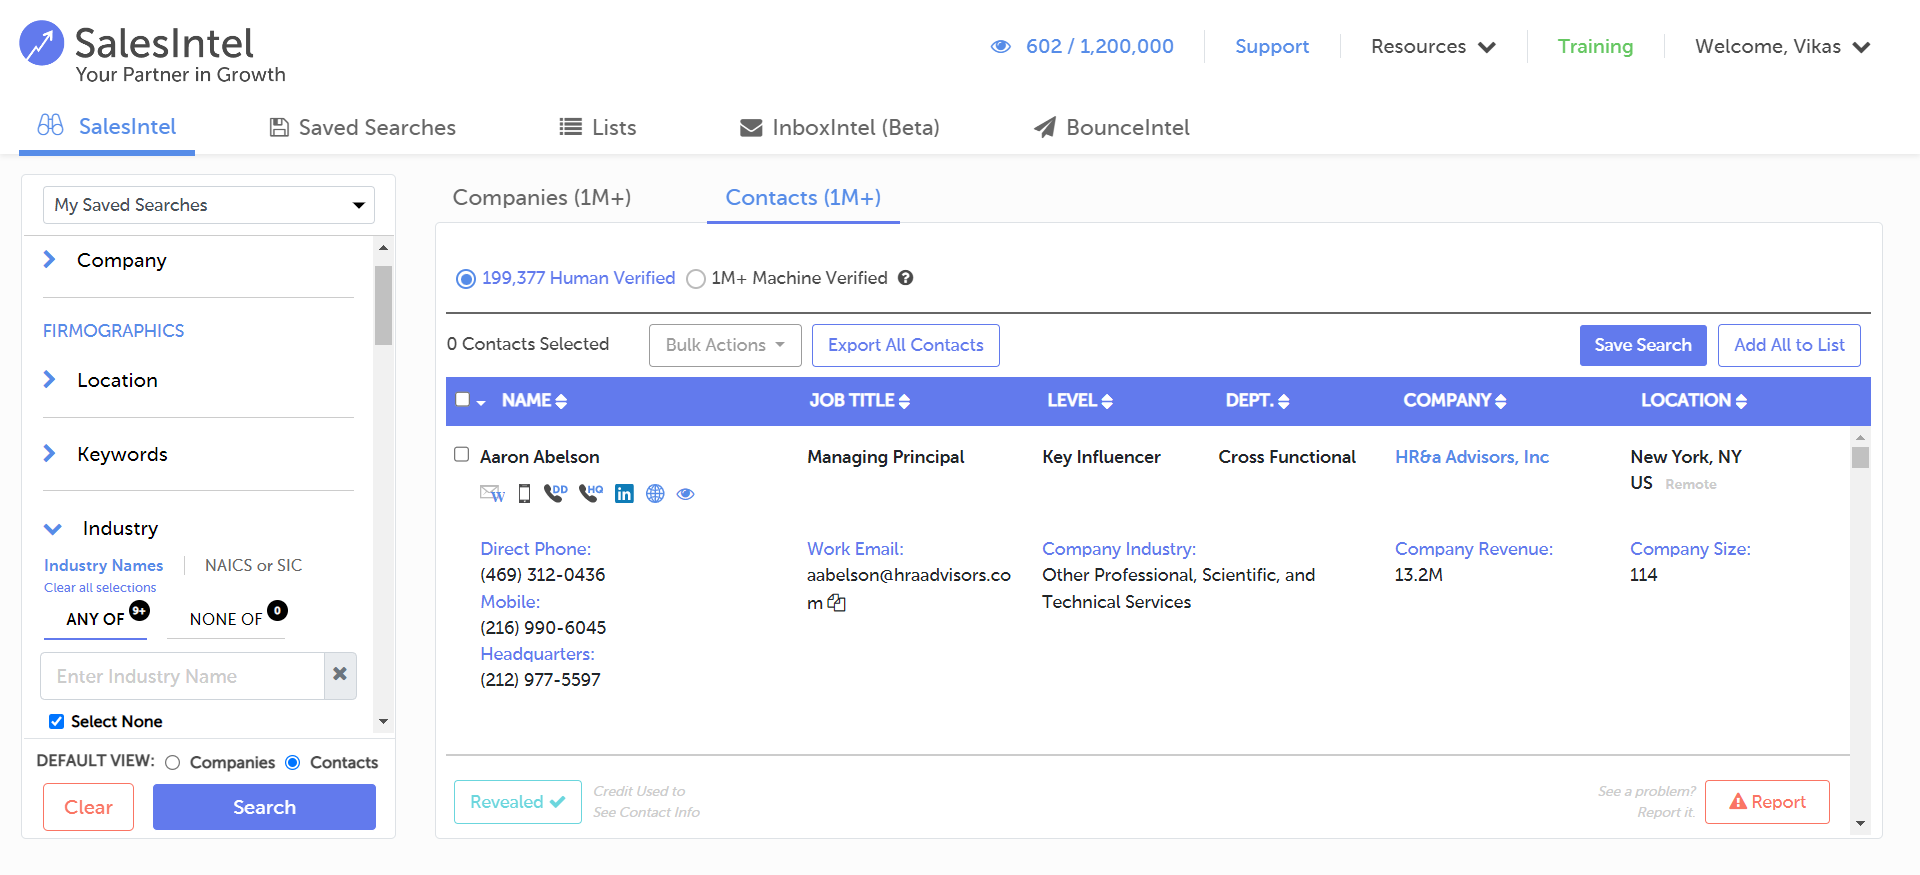 SalesIntel
Your Partner in Growth
602 / 1,200,000
Support
Resources
Training
Welcome, Vikas
SalesIntel
Saved Searches
Lists
InboxIntel (Beta)
BounceIntel
My Saved Searches
Company
FIRMOGRAPHICS
Location
Keywords
Industry
Industry Names
NAICS or SIC
Clear all selections
ANY OF 9+
NONE OF 0
Enter Industry Name
Select None
DEFAULT VIEW: Companies Contacts
Clear
Search
Companies (1M+)
Contacts (1M+)
199,377 Human Verified
1M+ Machine Verified ?
0 Contacts Selected
Bulk Actions
Export All Contacts
Save Search
Add All to List
NAME
JOB TITLE
LEVEL
DEPT.
COMPANY
LOCATION
Aaron Abelson
Managing Principal
Key Influencer
Cross Functional
HR&a Advisors, Inc
New York, NY
US Remote
W
DD
HQ
in
Direct Phone:
(469) 312-0436
Mobile:
(216) 990-6045
Headquarters:
(212) 977-5597
Work Email:
aabelson@hraadvisors.co
m
Company Industry:
Other Professional, Scientific, and
Technical Services
Company Revenue:
13.2M
Company Size:
114
Revealed
Credit Used to
See Contact Info
See a problem?
Report it.
Report